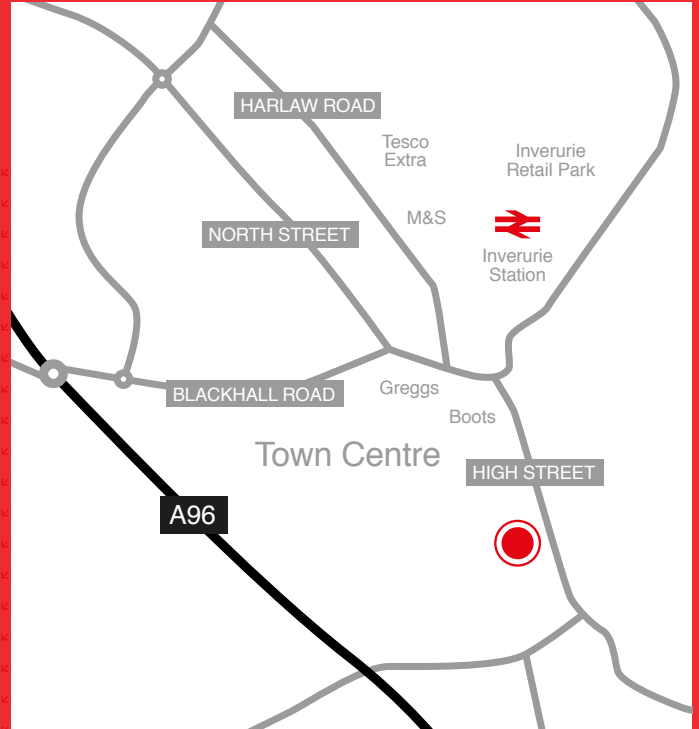 HARLAW ROAD
Tesco
Extra
Inverurie
Retail Park
M&S
NORTH STREET
Inverurie
Station
BLACKHALL ROAD
Greggs
Boots
Town Centre
HIGH STREET
A96